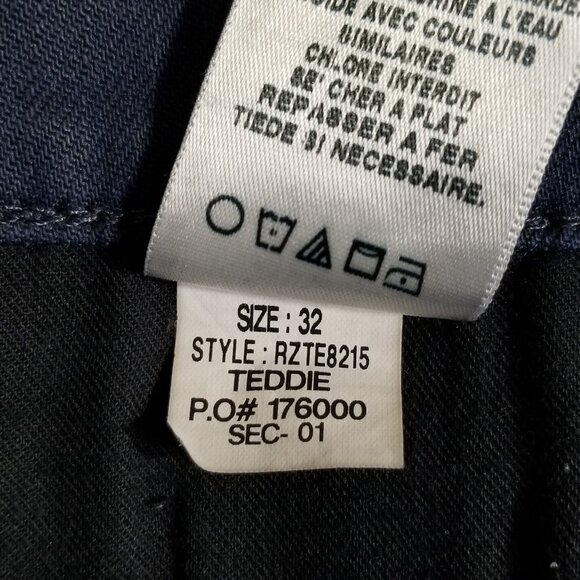 À L'EAU
AVEC COULEURS
SIMILAIRES
CHLORE INTERDIT
SE' CHER A PLAT
REPASSER A FER
TIEDE SI NECESSAIRE.
SIZE : 32
STYLE : RZTE8215
TEDDIE
P.O# 176000
SEC- 01